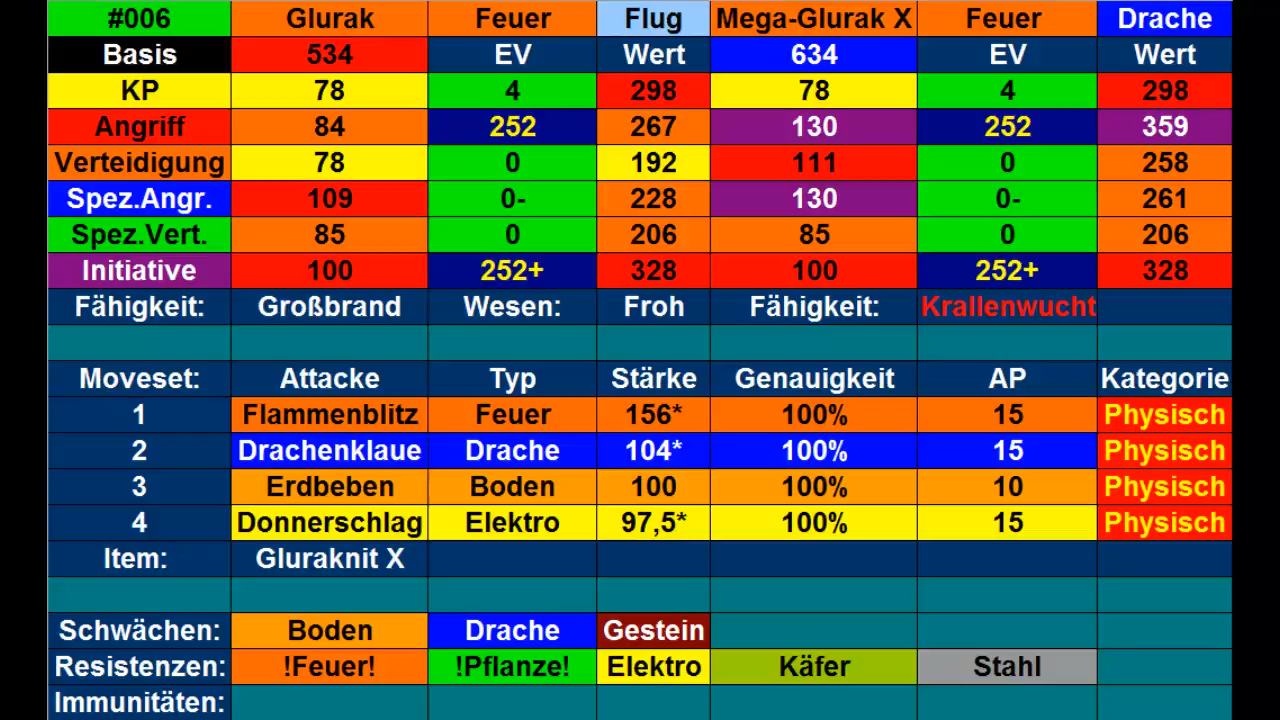 #006 Glurak Feuer Flug Mega-Glurak X Feuer Drache
Basis 534 EV Wert 634 EV Wert
KP 78 4 298 78 4 298
Angriff 84 252 267 130 252 359
Verteidigung 78 0 192 111 0 258
Spez.Angr. 109 0- 228 130 0- 261
Spez.Vert. 85 0 206 85 0 206
Initiative 100 252+ 328 100 252+ 328
Fähigkeit: Großbrand Wesen: Froh Fähigkeit: Krallenwucht
Moveset: Attacke Typ Stärke Genauigkeit AP Kategorie
1 Flammenblitz Feuer 156* 100% 15 Physisch
2 Drachenklaue Drache 104* 100% 15 Physisch
3 Erdbeben Boden 100 100% 10 Physisch
4 Donnerschlag Elektro 97,5* 100% 15 Physisch
Item: Gluraknit X
Schwächen: Boden Drache Gestein
Resistenzen: !Feuer! !Pflanze! Elektro Käfer Stahl
Immunitäten: